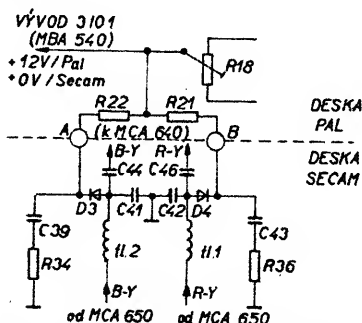 VÝVOD 3101
(MBA 540)
+12V/Pal
+0V/Secam
R18
R22
R21
A
(k MCA 640)
B
DESKA
PAL
B-Y
R-Y
DESKA
SECAM
C44
C46
D3
C41
C42
D4
C39
C43
R34
tl.2
tl.1
R36
B-Y
R-Y
od MCA 650
od MCA 650